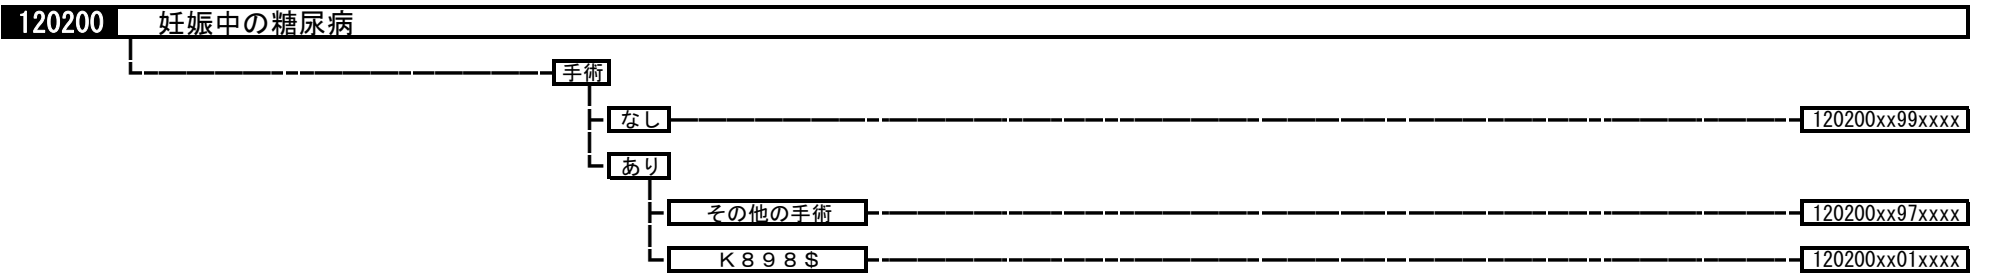 120200 妊娠中の糖尿病
手術
なし 120200xx99xxxx
あり
その他の手術 120200xx97xxxx
Ｋ８９８＄ 120200xx01xxxx